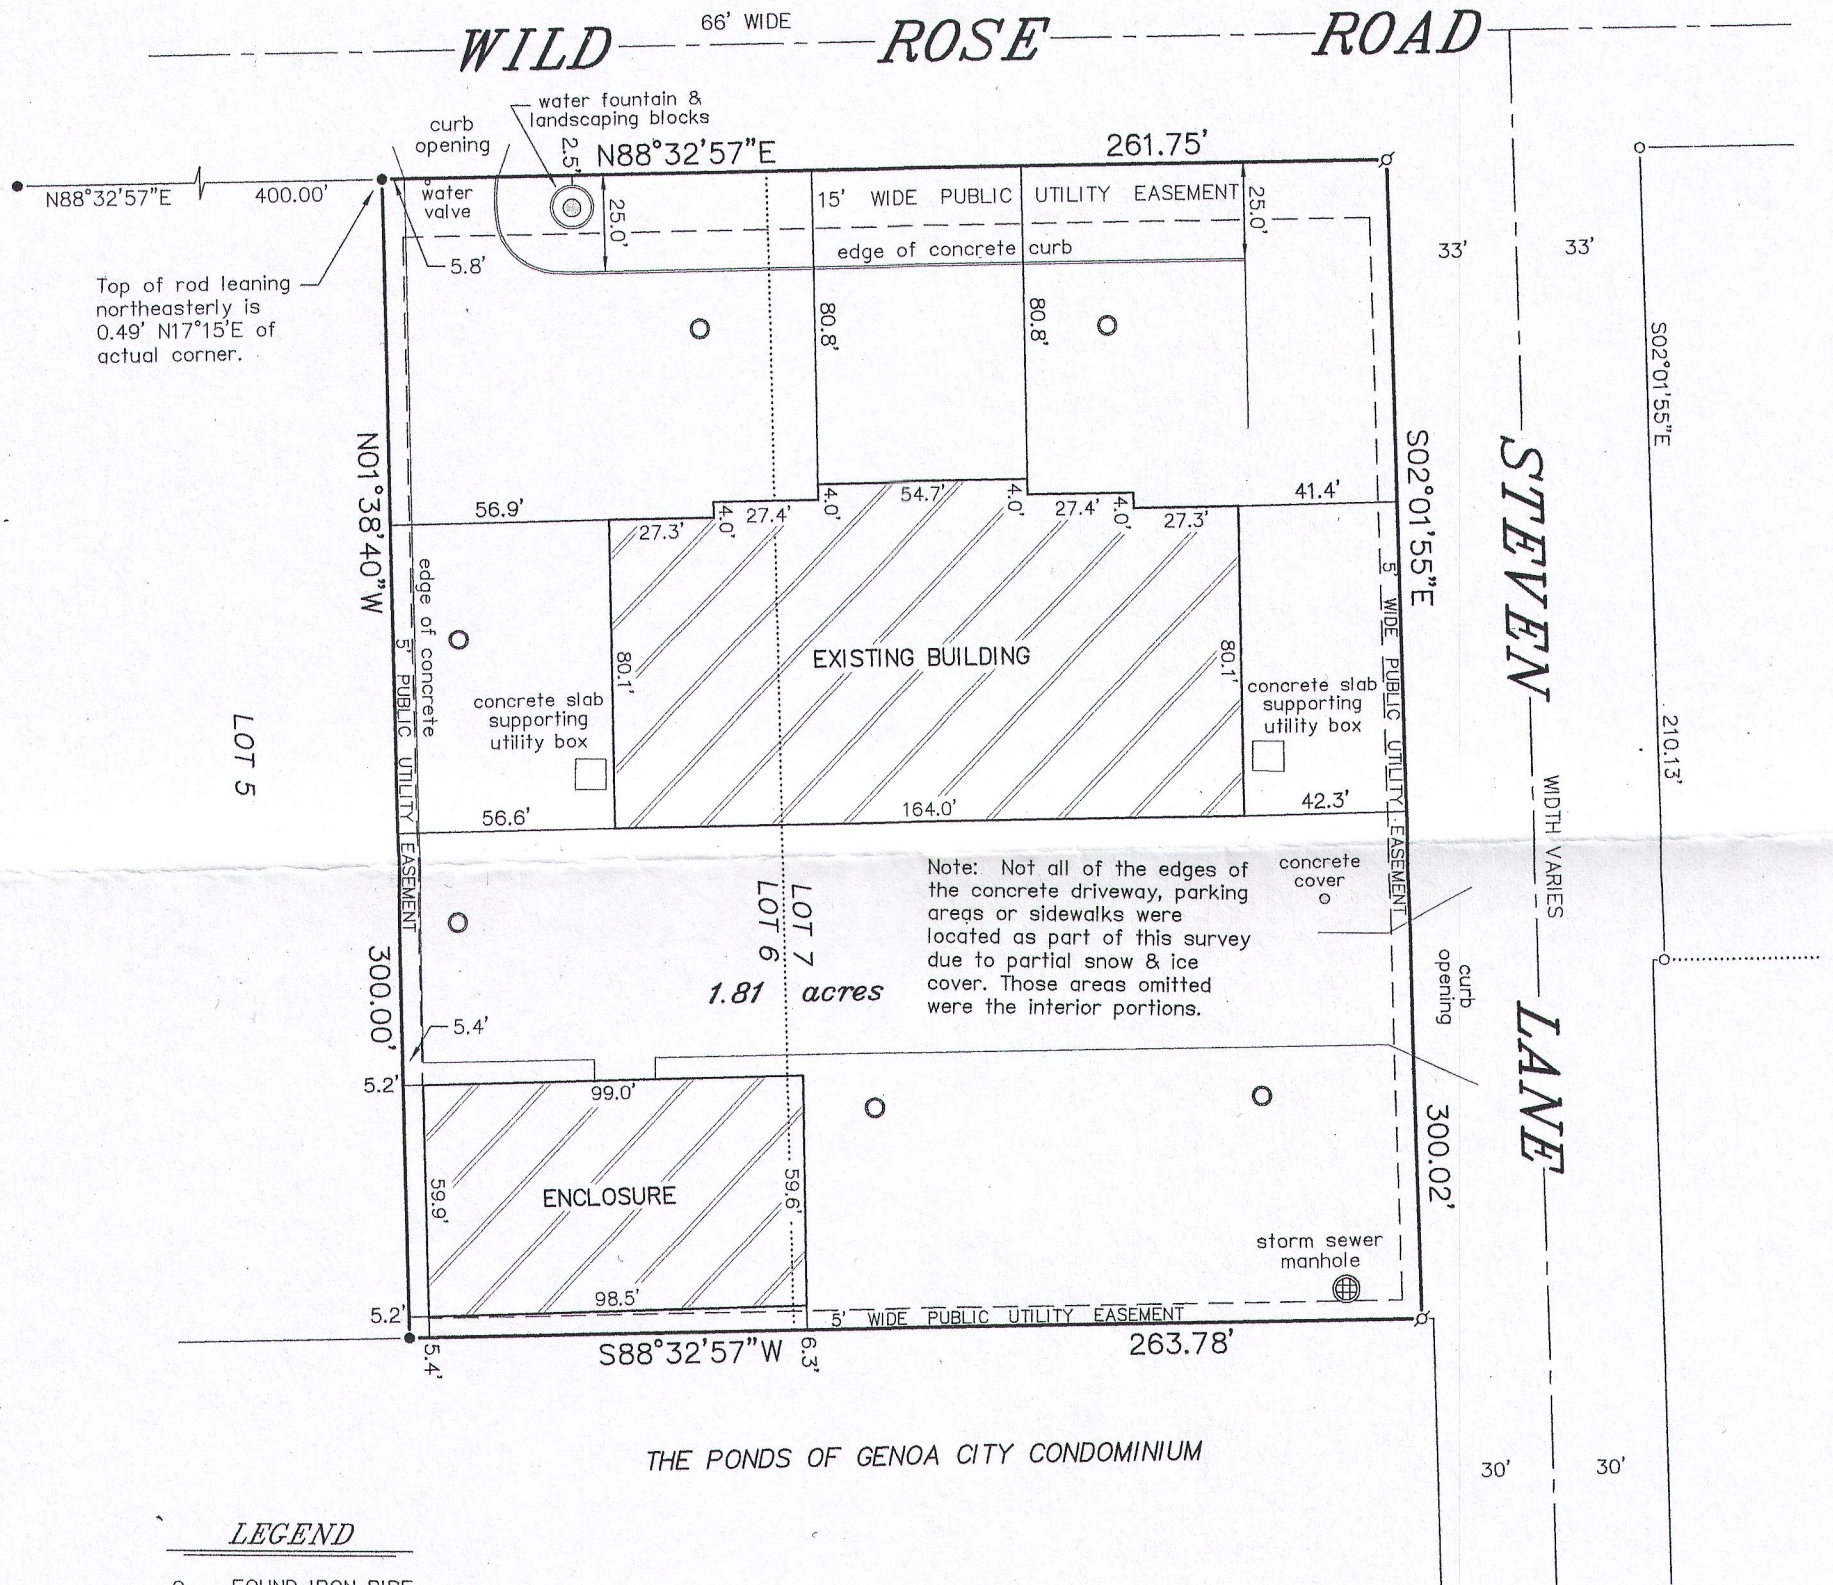 66' WIDE
WILD ROSE ROAD
water fountain &
landscaping blocks
curb
opening
2.5'
N88°32'57"E
261.75'
N88°32'57"E
400.00'
water
valve
25.0'
15' WIDE PUBLIC UTILITY EASEMENT
25.0'
edge of concrete curb
5.8'
33'
33'
Top of rod leaning
northeasterly is
0.49' N17°15'E of
actual corner.
80.8'
80.8'
S02°01'55"E
210.13'
N01°38'40"W
300.00'
S02°01'55"E
300.02'
STEVEN
WIDTH VARIES
LANE
56.9'
27.3'
4.0'
27.4'
4.0'
54.7'
4.0'
27.4'
4.0'
27.3'
41.4'
edge of concrete
5' PUBLIC UTILITY EASEMENT
5' WIDE PUBLIC UTILITY EASEMENT
80.1'
EXISTING BUILDING
80.1'
concrete slab
supporting
utility box
concrete slab
supporting
utility box
LOT 5
56.6'
164.0'
42.3'
LOT 7
LOT 6
1.81 acres
Note: Not all of the edges of
the concrete driveway, parking
areas or sidewalks were
located as part of this survey
due to partial snow & ice
cover. Those areas omitted
were the interior portions.
concrete
cover
curb
opening
5.4'
5.2'
99.0'
59.9'
ENCLOSURE
59.6'
98.5'
5.2'
storm sewer
manhole
5' WIDE PUBLIC UTILITY EASEMENT
5.4'
S88°32'57"W
6.3'
263.78'
THE PONDS OF GENOA CITY CONDOMINIUM
30'
30'
LEGEND
FOUND IRON PIPE